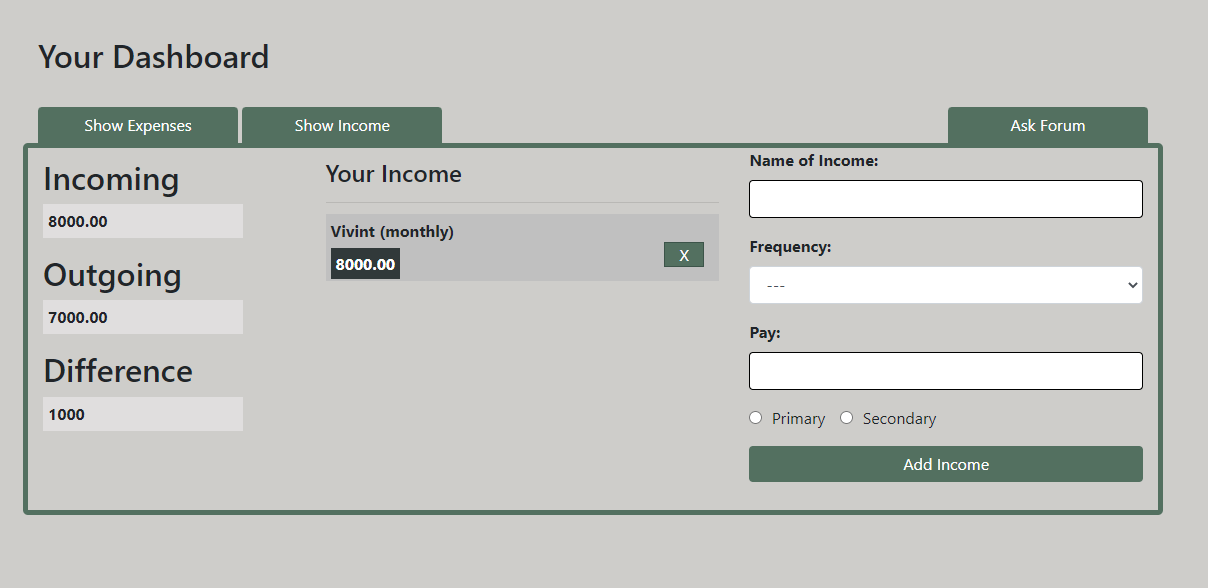 Your Dashboard
Show Expenses
Show Income
Ask Forum
Incoming
8000.00
Outgoing
7000.00
Difference
1000
Your Income
Vivint (monthly)
8000.00
X
Name of Income:
Frequency:
---
Pay:
Primary
Secondary
Add Income